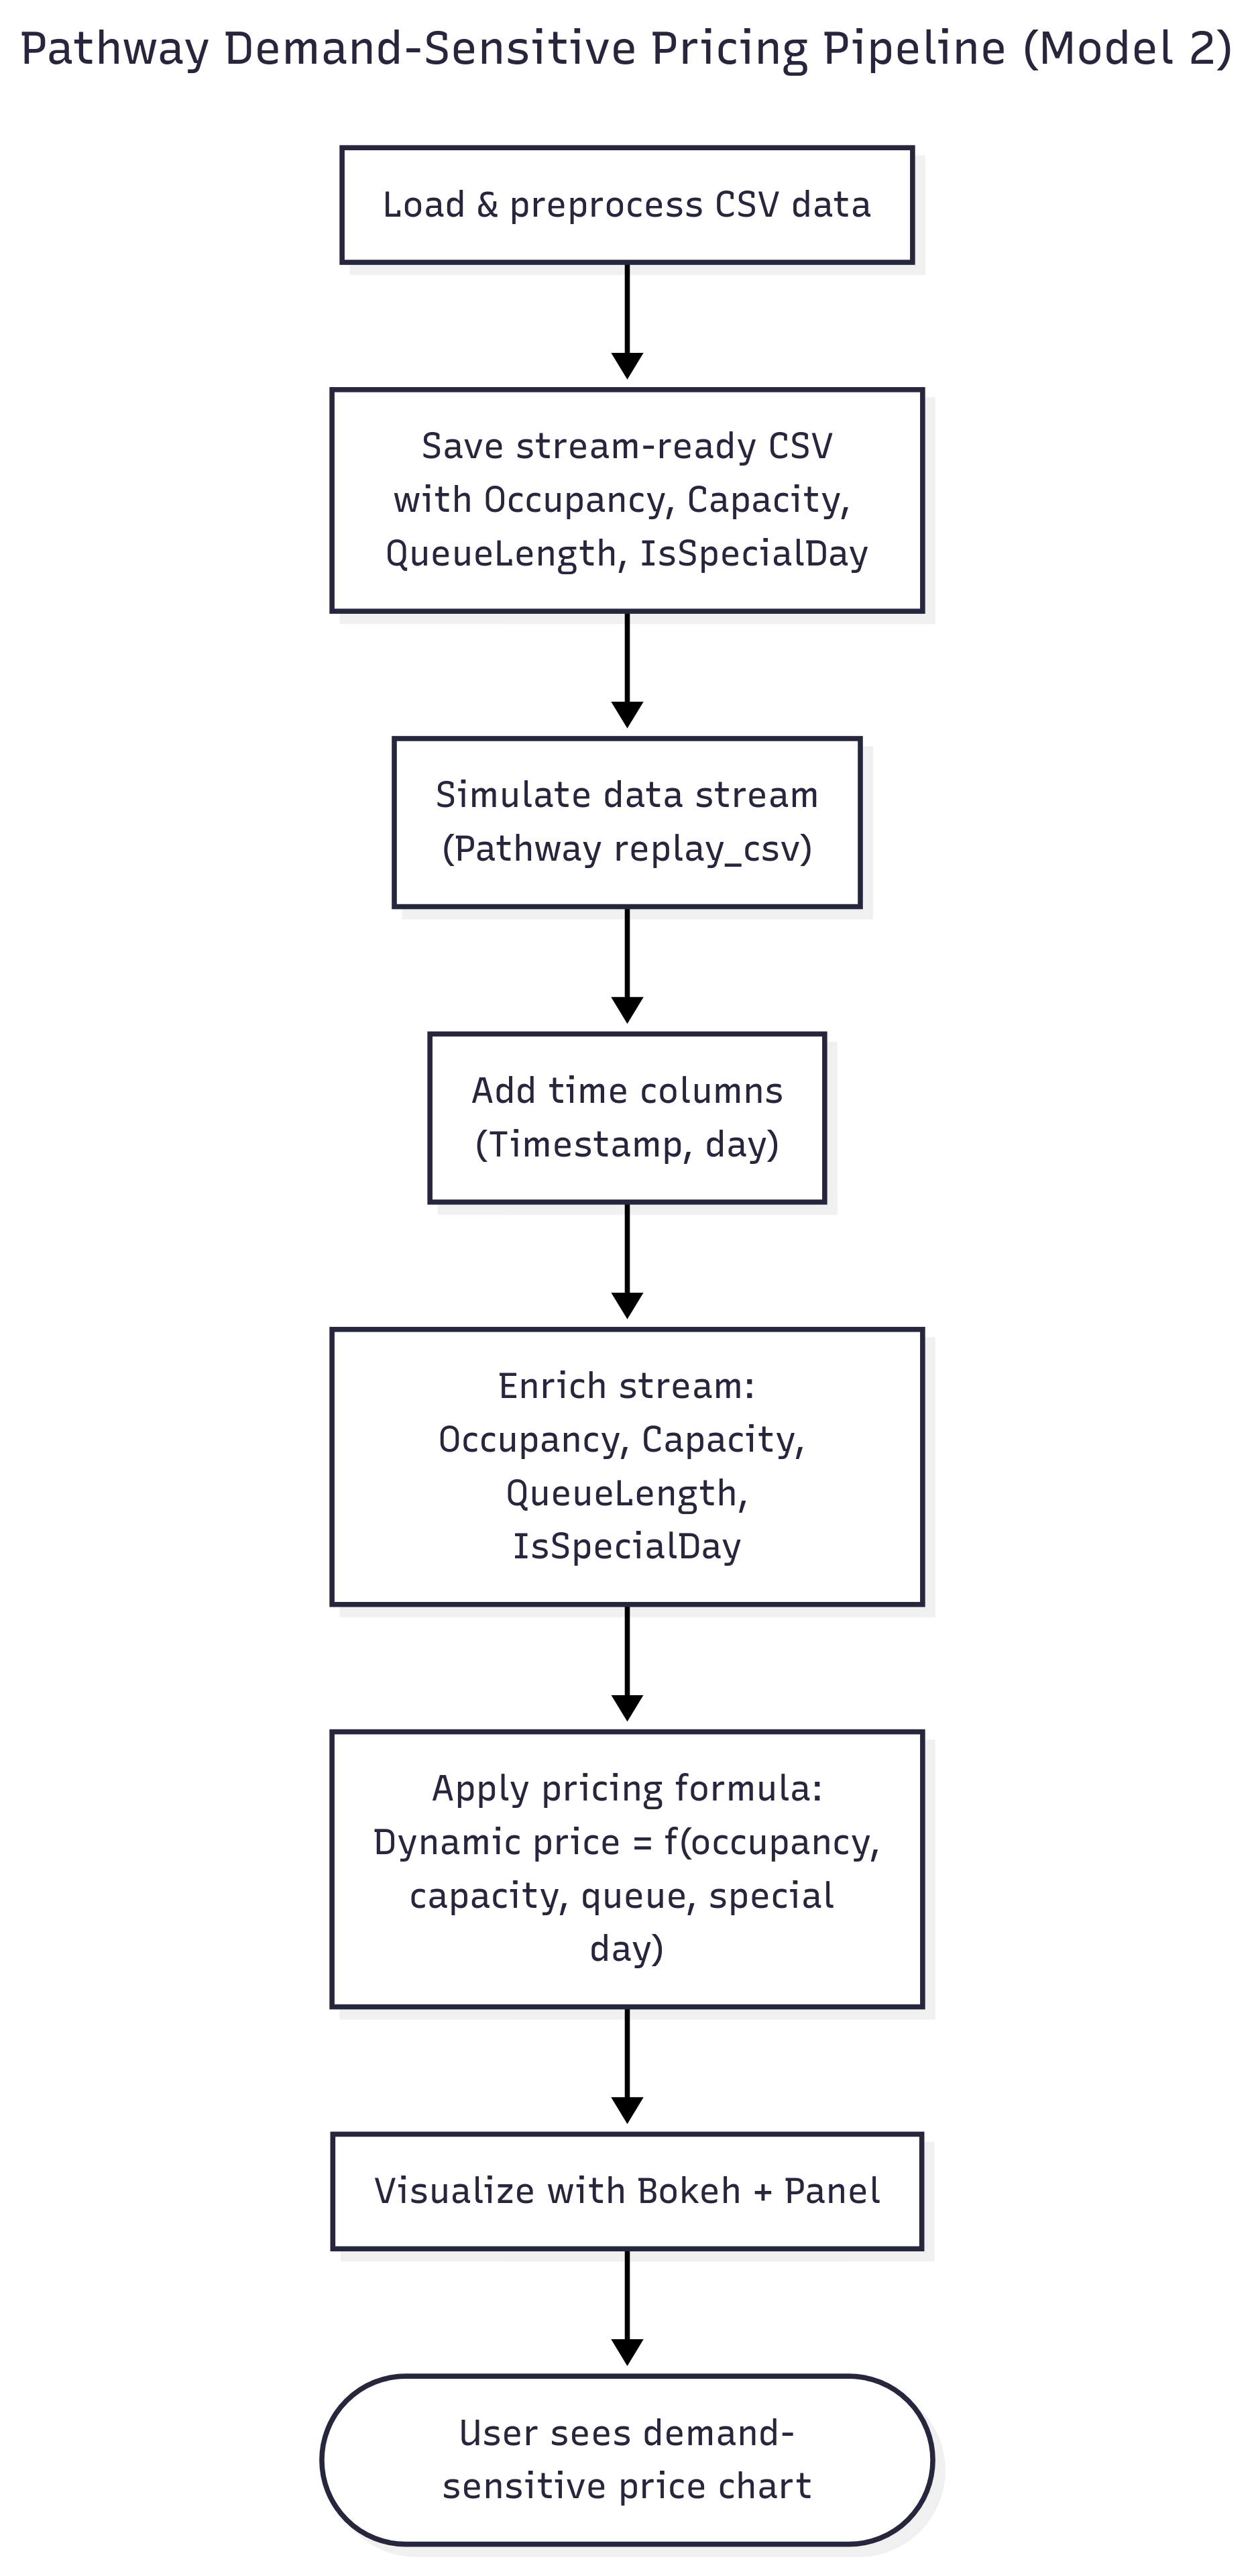 Pathway Demand-Sensitive Pricing Pipeline (Model 2)
Load & preprocess CSV data
Save stream-ready CSV
with Occupancy, Capacity,
QueueLength, IsSpecialDay
Simulate data stream
(Pathway replay_csv)
Add time columns
(Timestamp, day)
Enrich stream:
Occupancy, Capacity,
QueueLength,
IsSpecialDay
Apply pricing formula:
Dynamic price = f(occupancy,
capacity, queue, special
day)
Visualize with Bokeh + Panel
User sees demand-
sensitive price chart